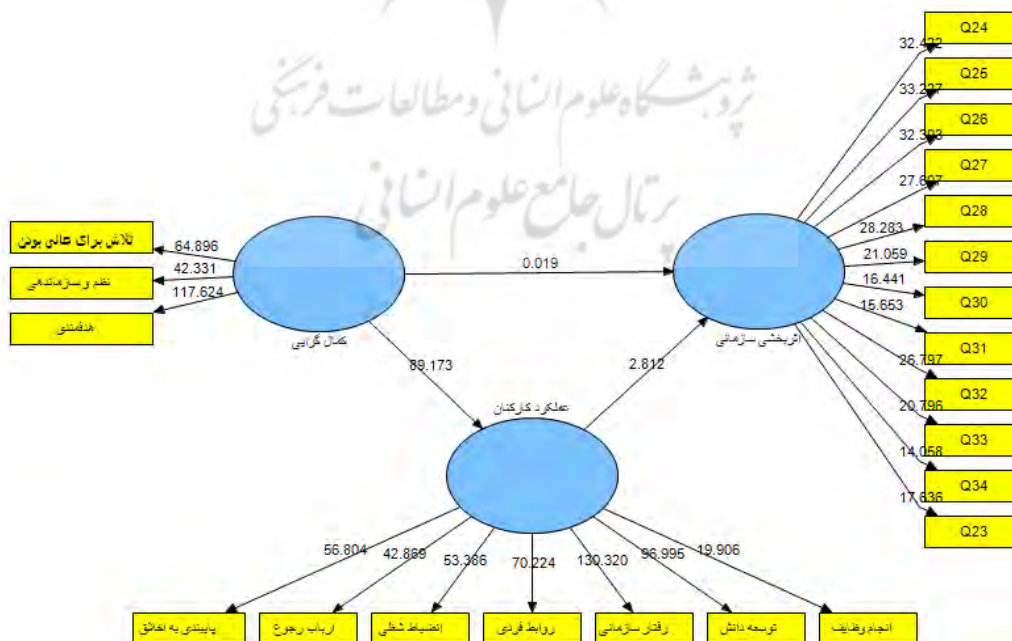 Q24
32.422
Q25
33.227
Q26
32.393
Q27
27.697
Q28
28.283
Q29
21.059
Q30
16.441
Q31
15.653
Q32
26.797
Q33
20.796
Q34
14.058
Q23
17.636
پژوهشگاه علوم انسانی و مطالعات فرهنگی
پرتال جامع علوم انسانی
تلاش برای عالی بودن
64.896
نظم و سازماندهی
42.331
هدفمندی
117.624
کمال گرایی
0.019
اثربخشی سازمانی
89.173
2.812
عملکرد کارکنان
56.804
42.869
53.386
70.224
130.320
96.995
19.906
پایبندی به اخلاق
ارباب رجوع
انضباط شغلی
روابط فردی
رفتار سازمانی
توسعه دانش
انجام وظایف